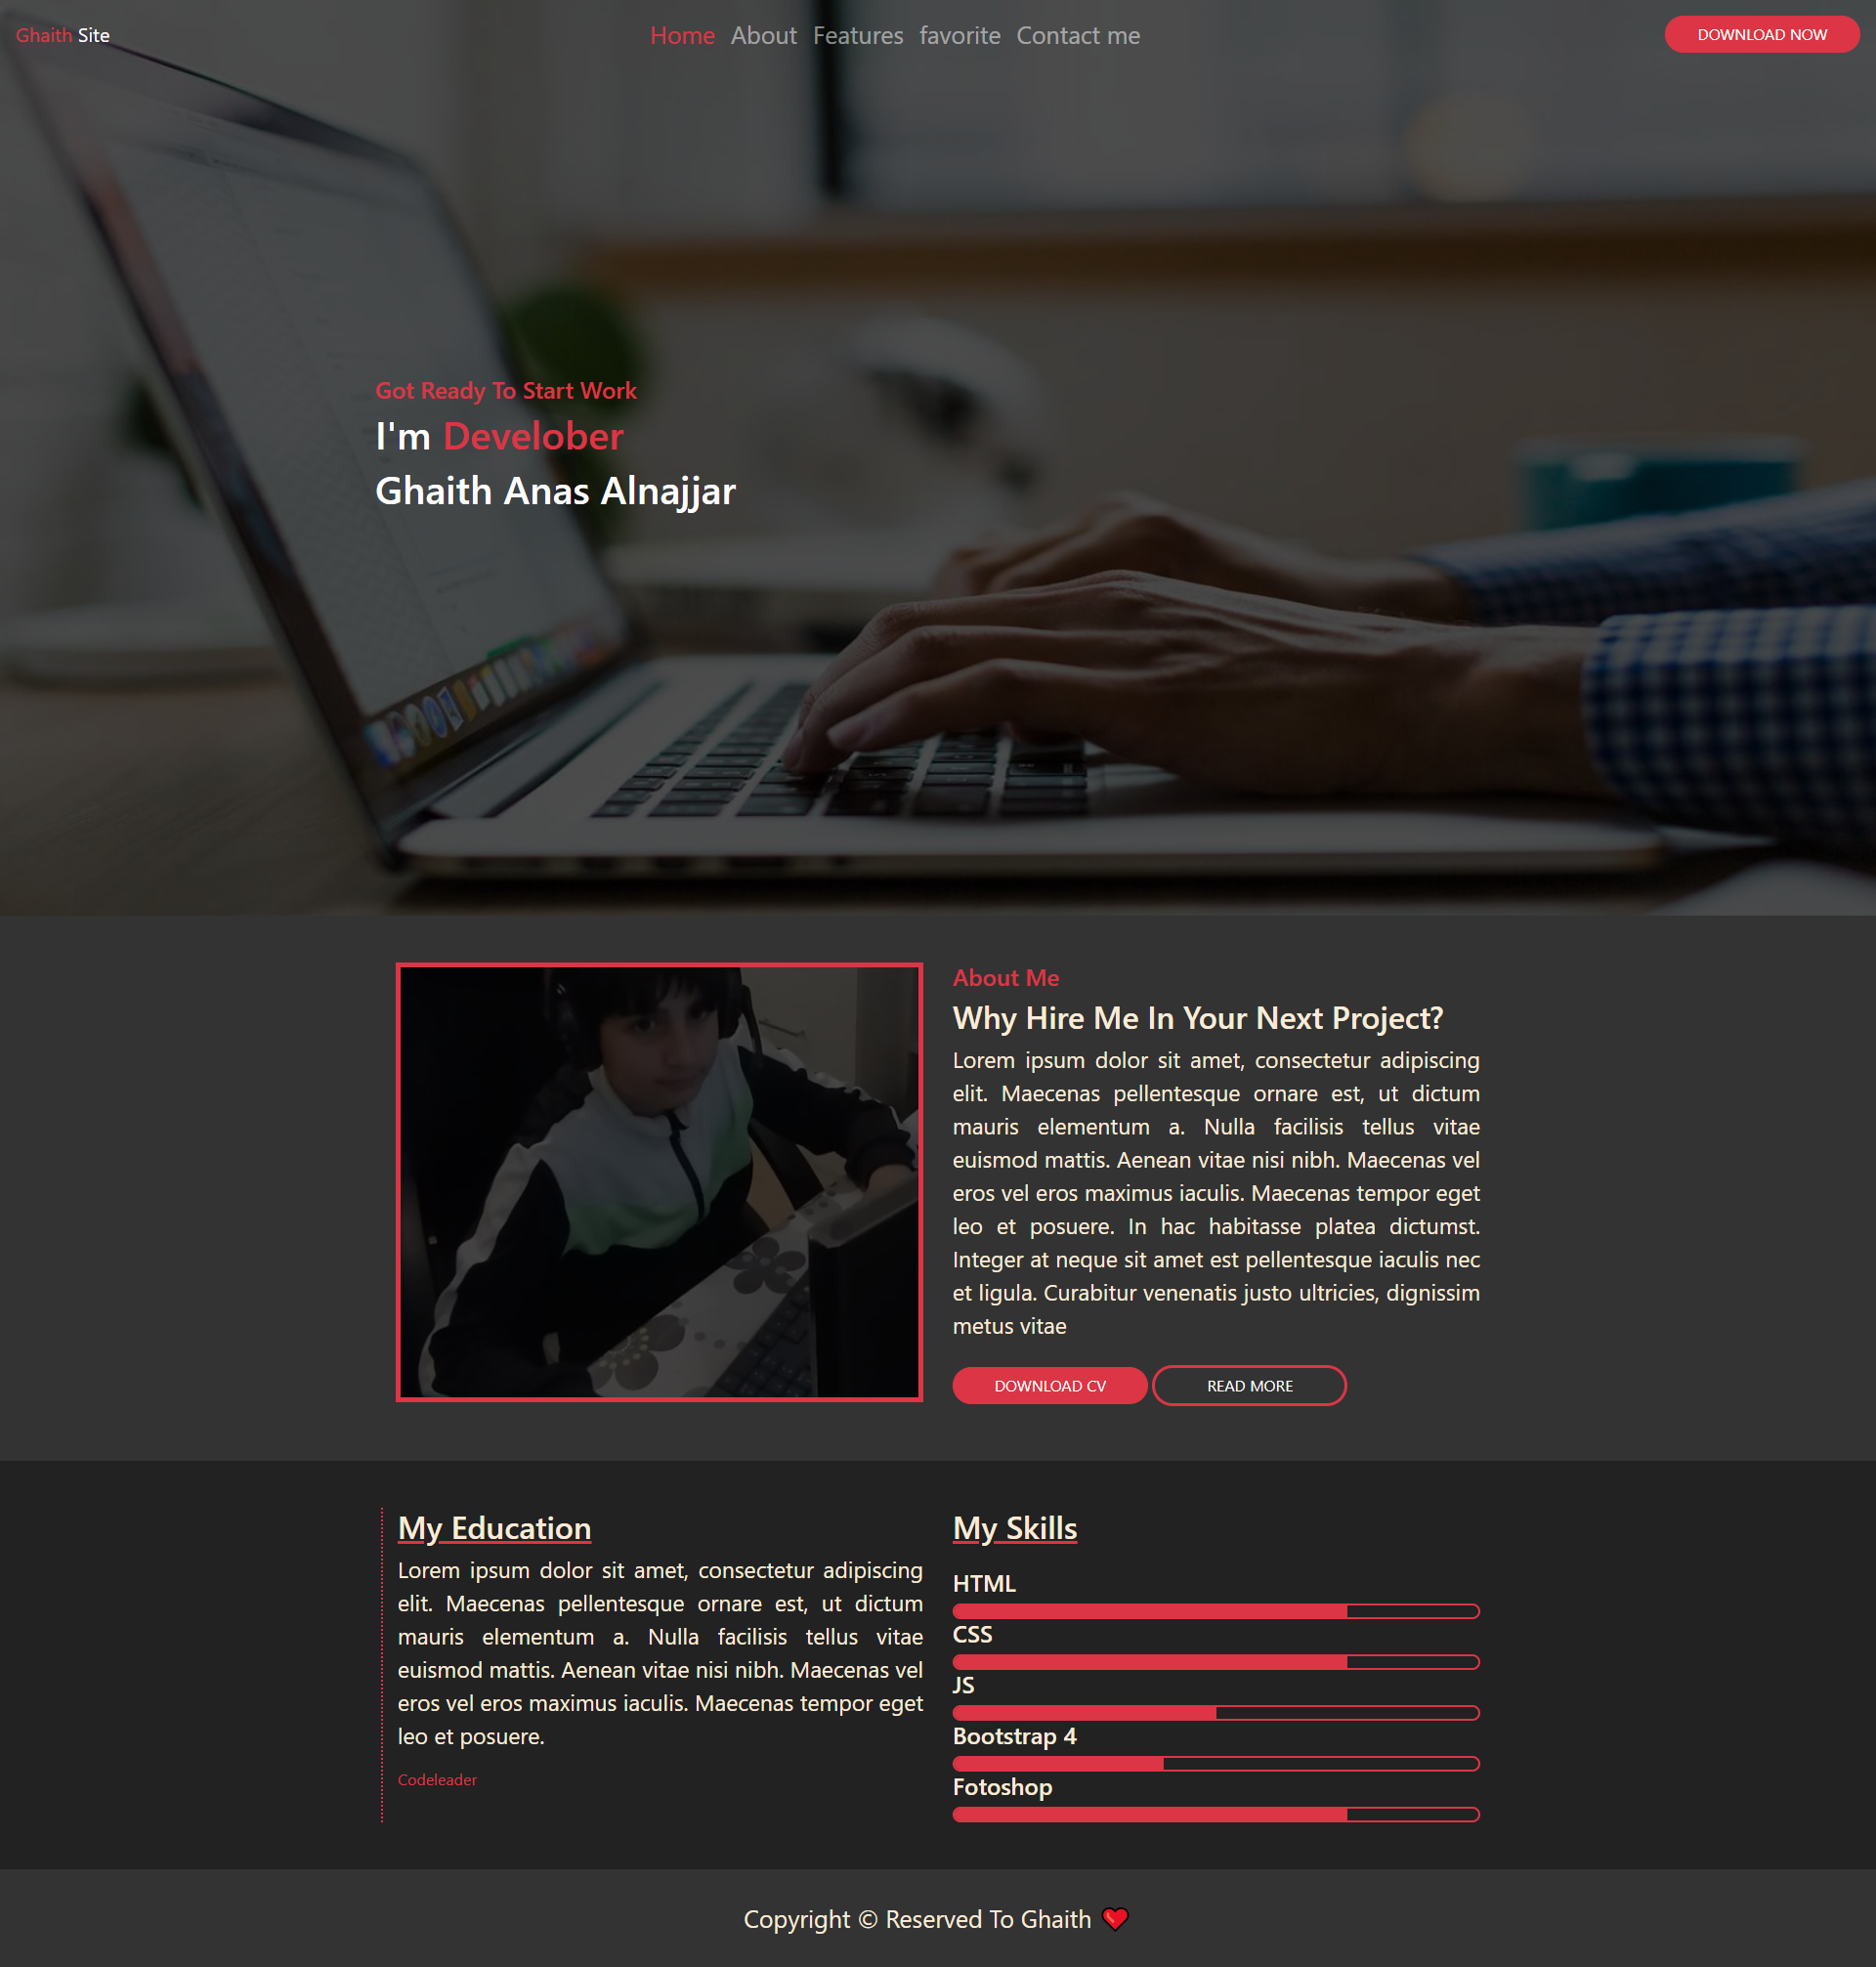 Ghaith Site
Home About Features favorite Contact me
DOWNLOAD NOW
Got Ready To Start Work
I'm Develober
Ghaith Anas Alnajjar
About Me
Why Hire Me In Your Next Project?
Lorem ipsum dolor sit amet, consectetur adipiscing
elit. Maecenas pellentesque ornare est, ut dictum
mauris elementum a. Nulla facilisis tellus vitae
euismod mattis. Aenean vitae nisi nibh. Maecenas vel
eros vel eros maximus iaculis. Maecenas tempor eget
leo et posuere. In hac habitasse platea dictumst.
Integer at neque sit amet est pellentesque iaculis nec
et ligula. Curabitur venenatis justo ultricies, dignissim
metus vitae
DOWNLOAD CV
READ MORE
My Education
Lorem ipsum dolor sit amet, consectetur adipiscing
elit. Maecenas pellentesque ornare est, ut dictum
mauris elementum a. Nulla facilisis tellus vitae
euismod mattis. Aenean vitae nisi nibh. Maecenas vel
eros vel eros maximus iaculis. Maecenas tempor eget
leo et posuere.
Codeleader
My Skills
HTML
CSS
JS
Bootstrap 4
Fotoshop
Copyright © Reserved To Ghaith ❤